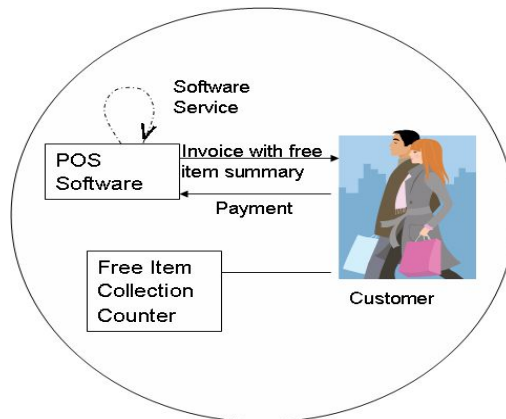 Software
Service
POS
Software
Invoice with free
item summary
Payment
Free Item
Collection
Counter
Customer